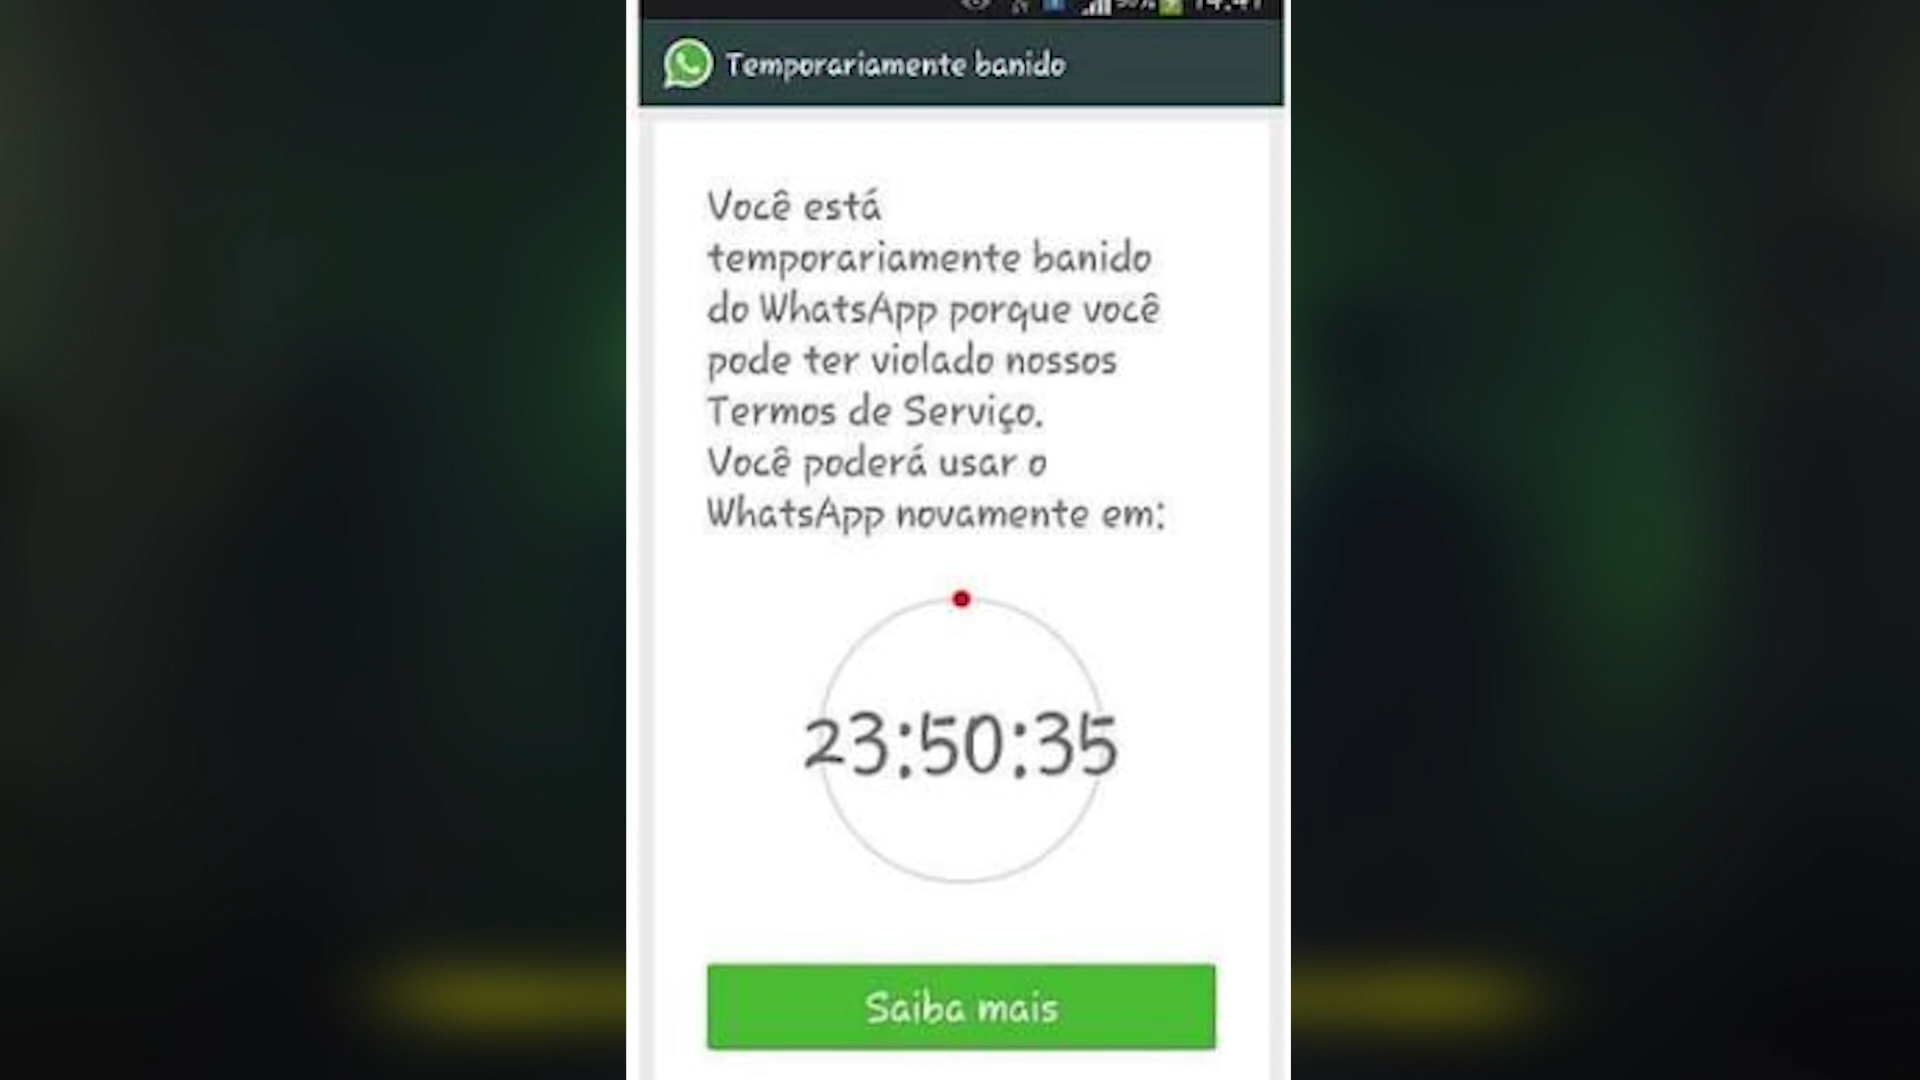 Temporariamente banido
Você está
temporariamente banido
do WhatsApp porque você
pode ter violado nossos
Termos de Serviço.
Você poderá usar o
WhatsApp novamente em:
23:50:35
Saiba mais